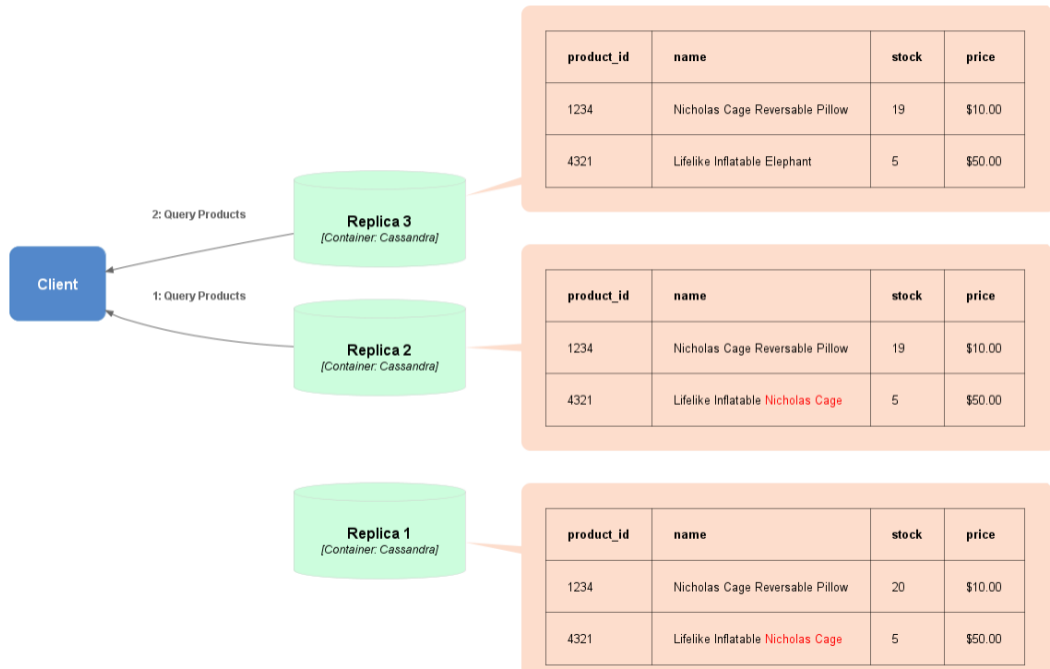 product_id name stock price
1234 Nicholas Cage Reversable Pillow 19 $10.00
4321 Lifelike Inflatable Elephant 5 $50.00
2: Query Products
Replica 3
[Container: Cassandra]
Client
1: Query Products
Replica 2
[Container: Cassandra]
product_id name stock price
1234 Nicholas Cage Reversable Pillow 19 $10.00
4321 Lifelike Inflatable Nicholas Cage 5 $50.00
Replica 1
[Container: Cassandra]
product_id name stock price
1234 Nicholas Cage Reversable Pillow 20 $10.00
4321 Lifelike Inflatable Nicholas Cage 5 $50.00